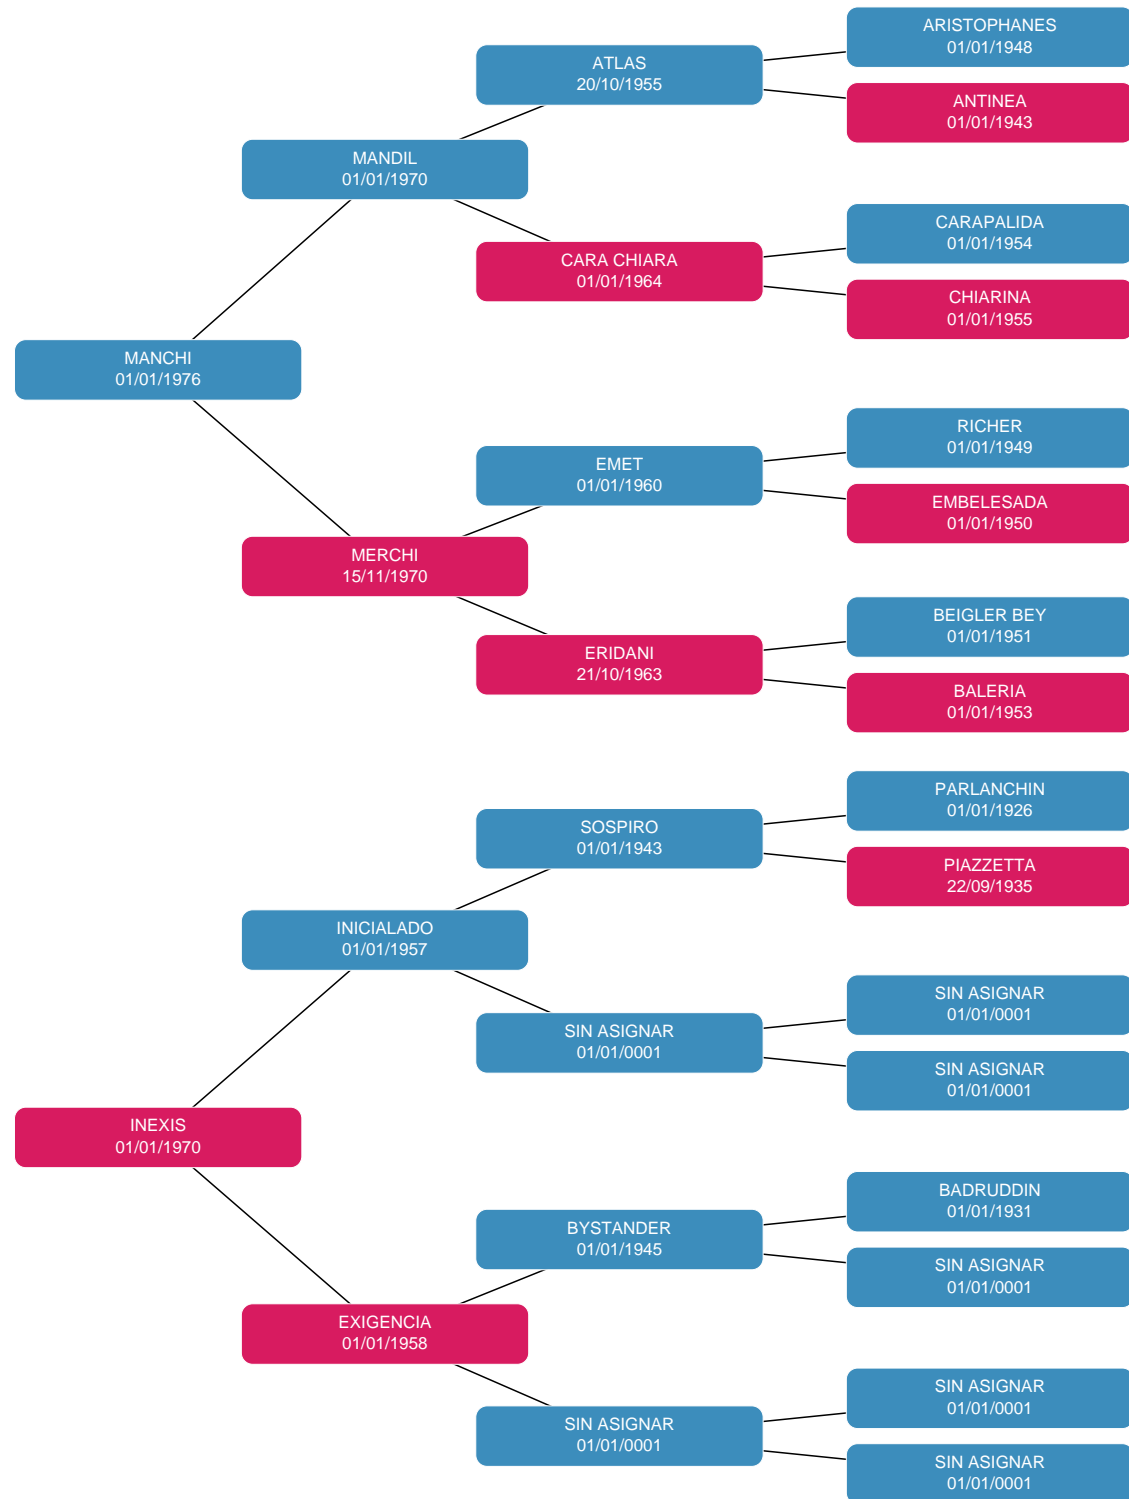 ARISTOPHANES
01/01/1948
ATLAS
20/10/1955
ANTINEA
01/01/1943
MANDIL
01/01/1970
CARAPALIDA
01/01/1954
CARA CHIARA
01/01/1964
CHIARINA
01/01/1955
MANCHI
01/01/1976
RICHER
01/01/1949
EMET
01/01/1960
EMBELESADA
01/01/1950
MERCHI
15/11/1970
BEIGLER BEY
01/01/1951
ERIDANI
21/10/1963
BALERIA
01/01/1953
PARLANCHIN
01/01/1926
SOSPIRO
01/01/1943
PIAZZETTA
22/09/1935
INICIALADO
01/01/1957
SIN ASIGNAR
01/01/0001
SIN ASIGNAR
01/01/0001
SIN ASIGNAR
01/01/0001
INEXIS
01/01/1970
BADRUDDIN
01/01/1931
BYSTANDER
01/01/1945
SIN ASIGNAR
01/01/0001
EXIGENCIA
01/01/1958
SIN ASIGNAR
01/01/0001
SIN ASIGNAR
01/01/0001
SIN ASIGNAR
01/01/0001